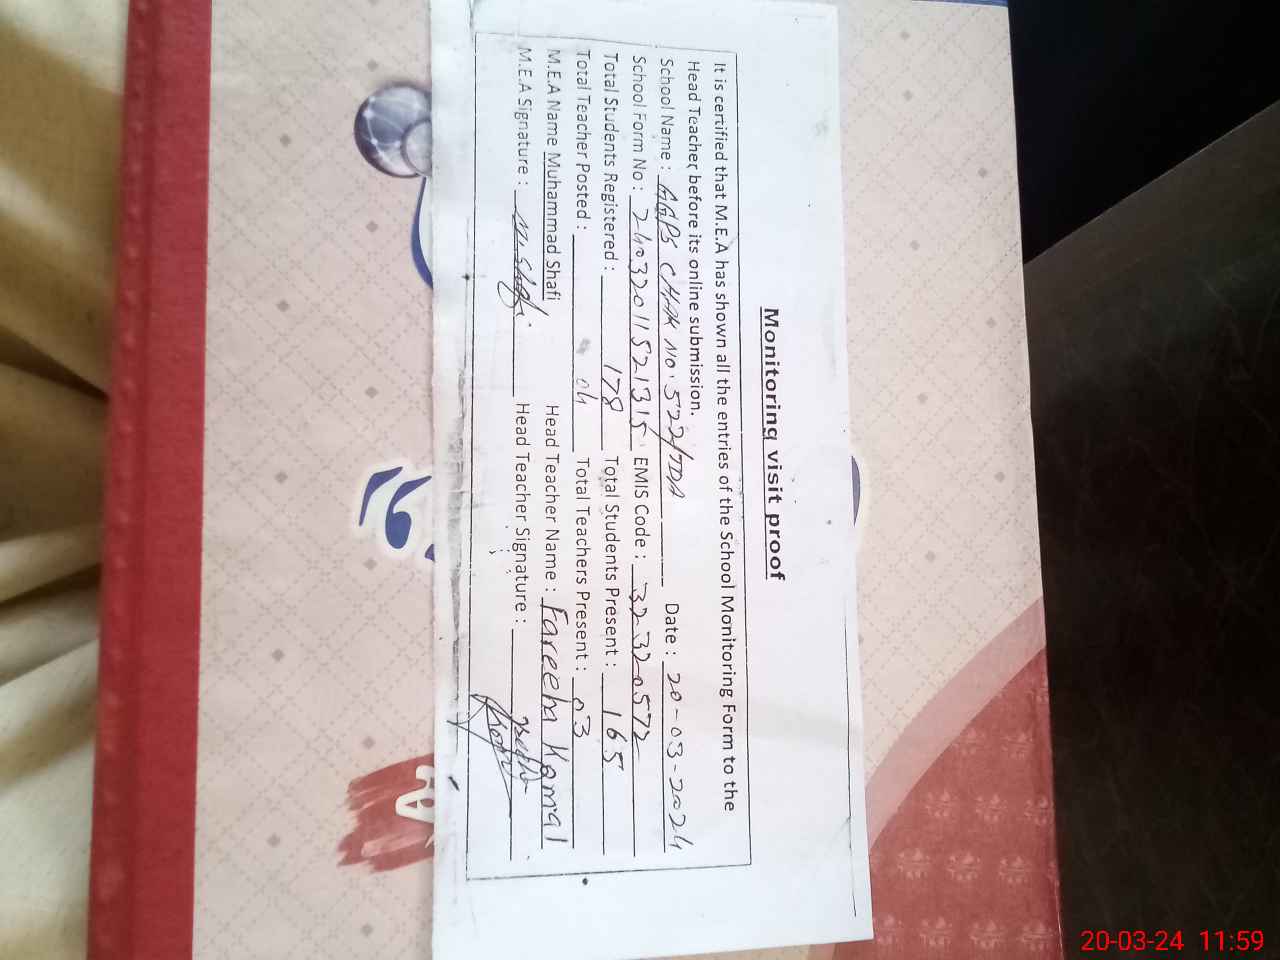 Monitoring visit proof
It is certified that M.E.A has shown all the entries of the School Monitoring Form to the
Head Teacher before its online submission.
School Name : GGPS CHAK NO. 522/TDA Date : 20-03-2024
School Form No : 24032011521315 EMIS Code : 32320572
Total Students Registered : 178 Total Students Present : 165
Total Teacher Posted : 04 Total Teachers Present : 03
M.E.A Name Muhammad Shafi Head Teacher Name : Fareeha Kamal
M.E.A Signature : M. Shafi Head Teacher Signature :
20-03-24 11:59